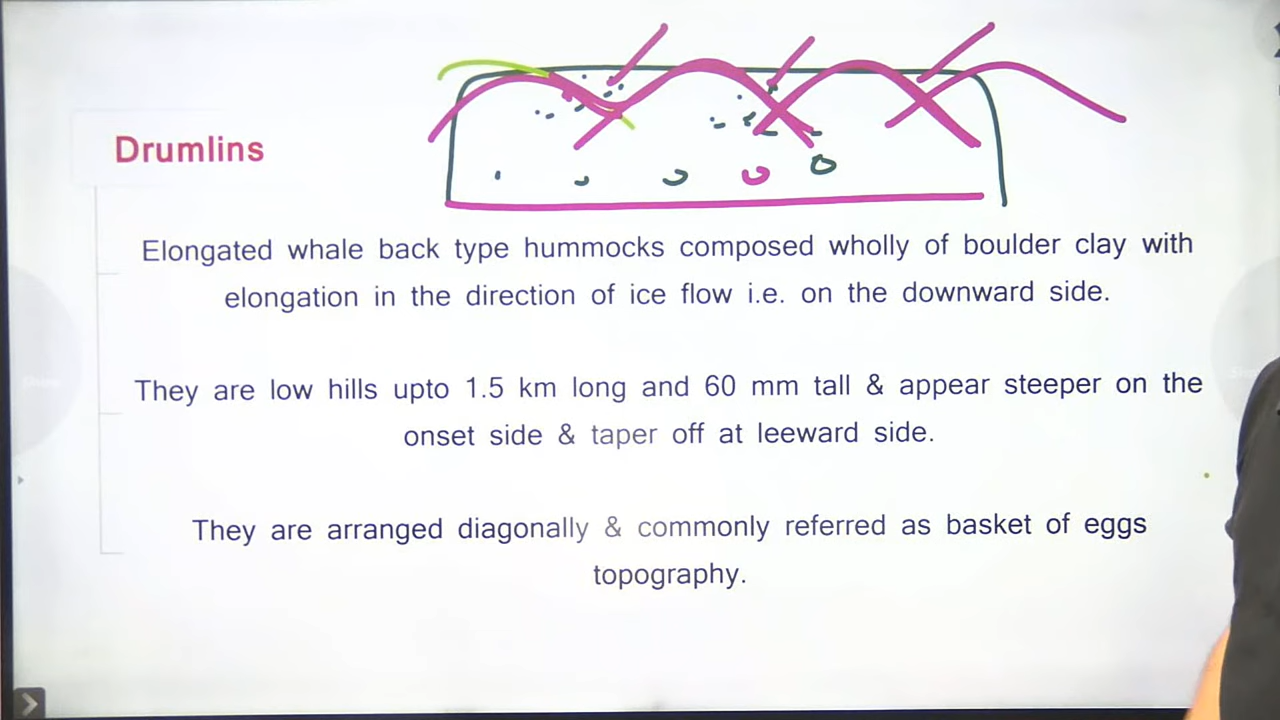 Drumlins
Elongated whale back type hummocks composed wholly of boulder clay with
elongation in the direction of ice flow i.e. on the downward side.
They are low hills upto 1.5 km long and 60 mm tall & appear steeper on the
onset side & taper off at leeward side.
They are arranged diagonally & commonly referred as basket of eggs
topography.